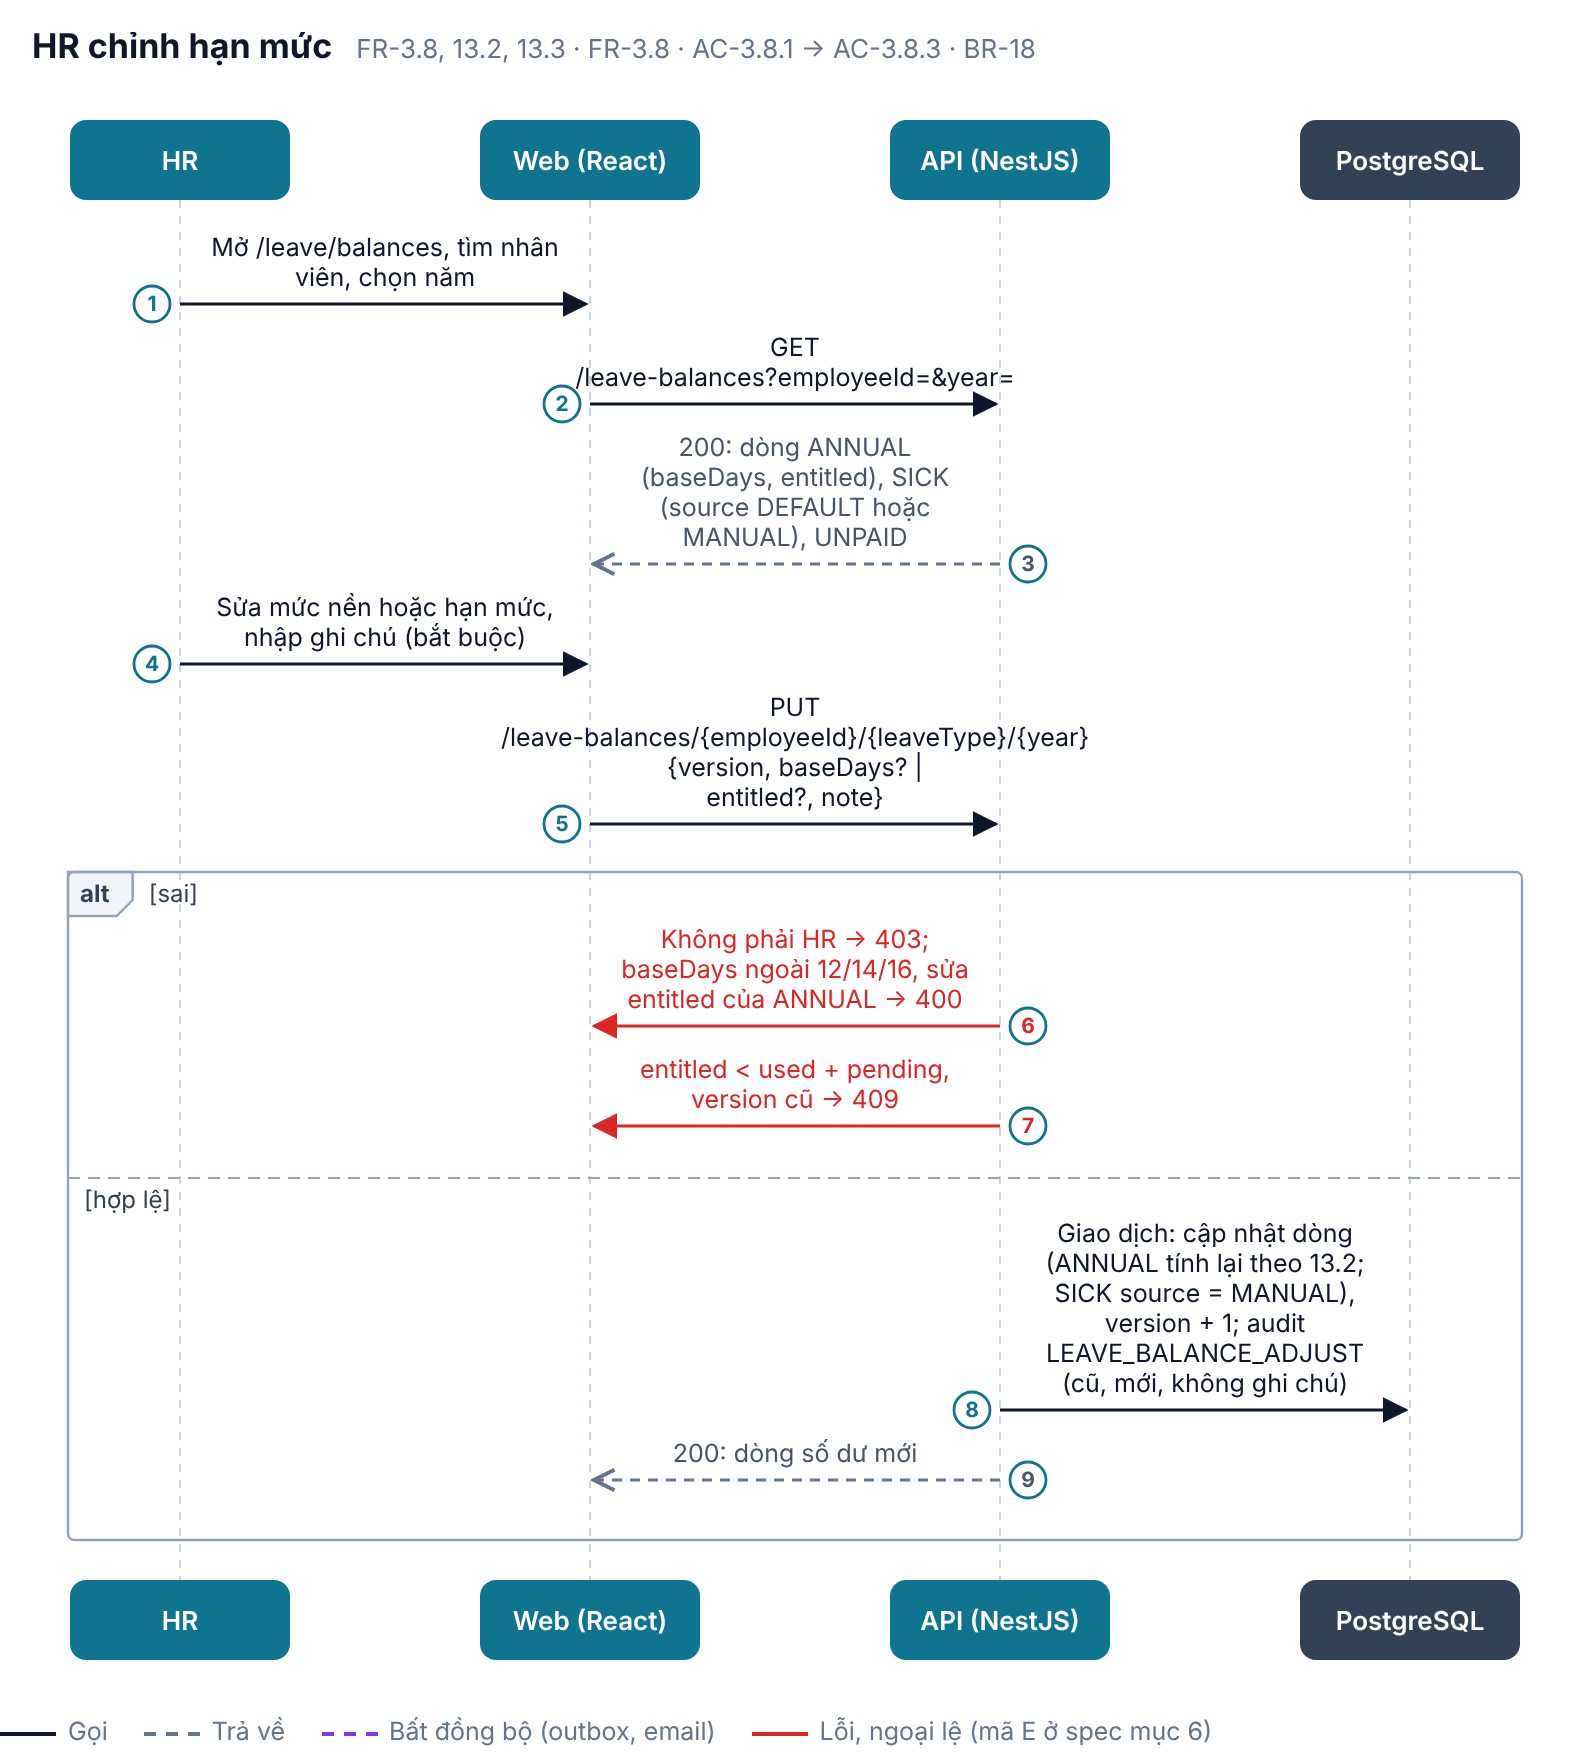 HR chỉnh hạn mức FR-3.8, 13.2, 13.3 · FR-3.8 · AC-3.8.1 → AC-3.8.3 · BR-18
HR
Web (React)
API (NestJS)
PostgreSQL
Mở /leave/balances, tìm nhân
viên, chọn năm
1
GET
/leave-balances?employeeId=&year=
2
200: dòng ANNUAL
(baseDays, entitled), SICK
(source DEFAULT hoặc
MANUAL), UNPAID
3
Sửa mức nền hoặc hạn mức,
nhập ghi chú (bắt buộc)
4
PUT
/leave-balances/{employeeId}/{leaveType}/{year}
{version, baseDays? |
entitled?, note}
5
alt [sai]
Không phải HR → 403;
baseDays ngoài 12/14/16, sửa
entitled của ANNUAL → 400
6
entitled < used + pending,
version cũ → 409
7
[hợp lệ]
Giao dịch: cập nhật dòng
(ANNUAL tính lại theo 13.2;
SICK source = MANUAL),
version + 1; audit
LEAVE_BALANCE_ADJUST
(cũ, mới, không ghi chú)
8
200: dòng số dư mới
9
HR
Web (React)
API (NestJS)
PostgreSQL
Gọi
Trả về
Bất đồng bộ (outbox, email)
Lỗi, ngoại lệ (mã E ở spec mục 6)